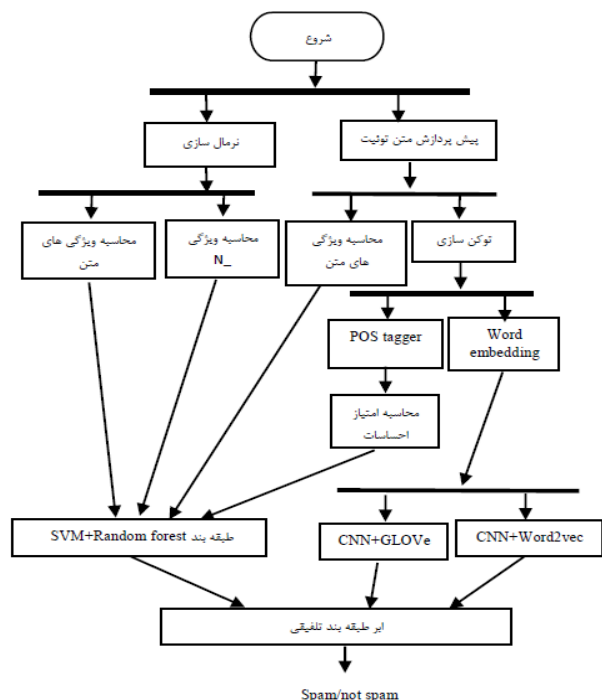 شروع
پیش پردازش متن توئیت
نرمال سازی
توکن سازی
محاسبه ویژگی
های متن
محاسبه ویژگی
N_
محاسبه ویژگی های
متن
POS tagger
Word
embedding
محاسبه امتیاز
احساسات
طبقه بند SVM+Random forest
CNN+GLOVe
CNN+Word2vec
ابر طبقه بند تلفیقی
Spam/not spam